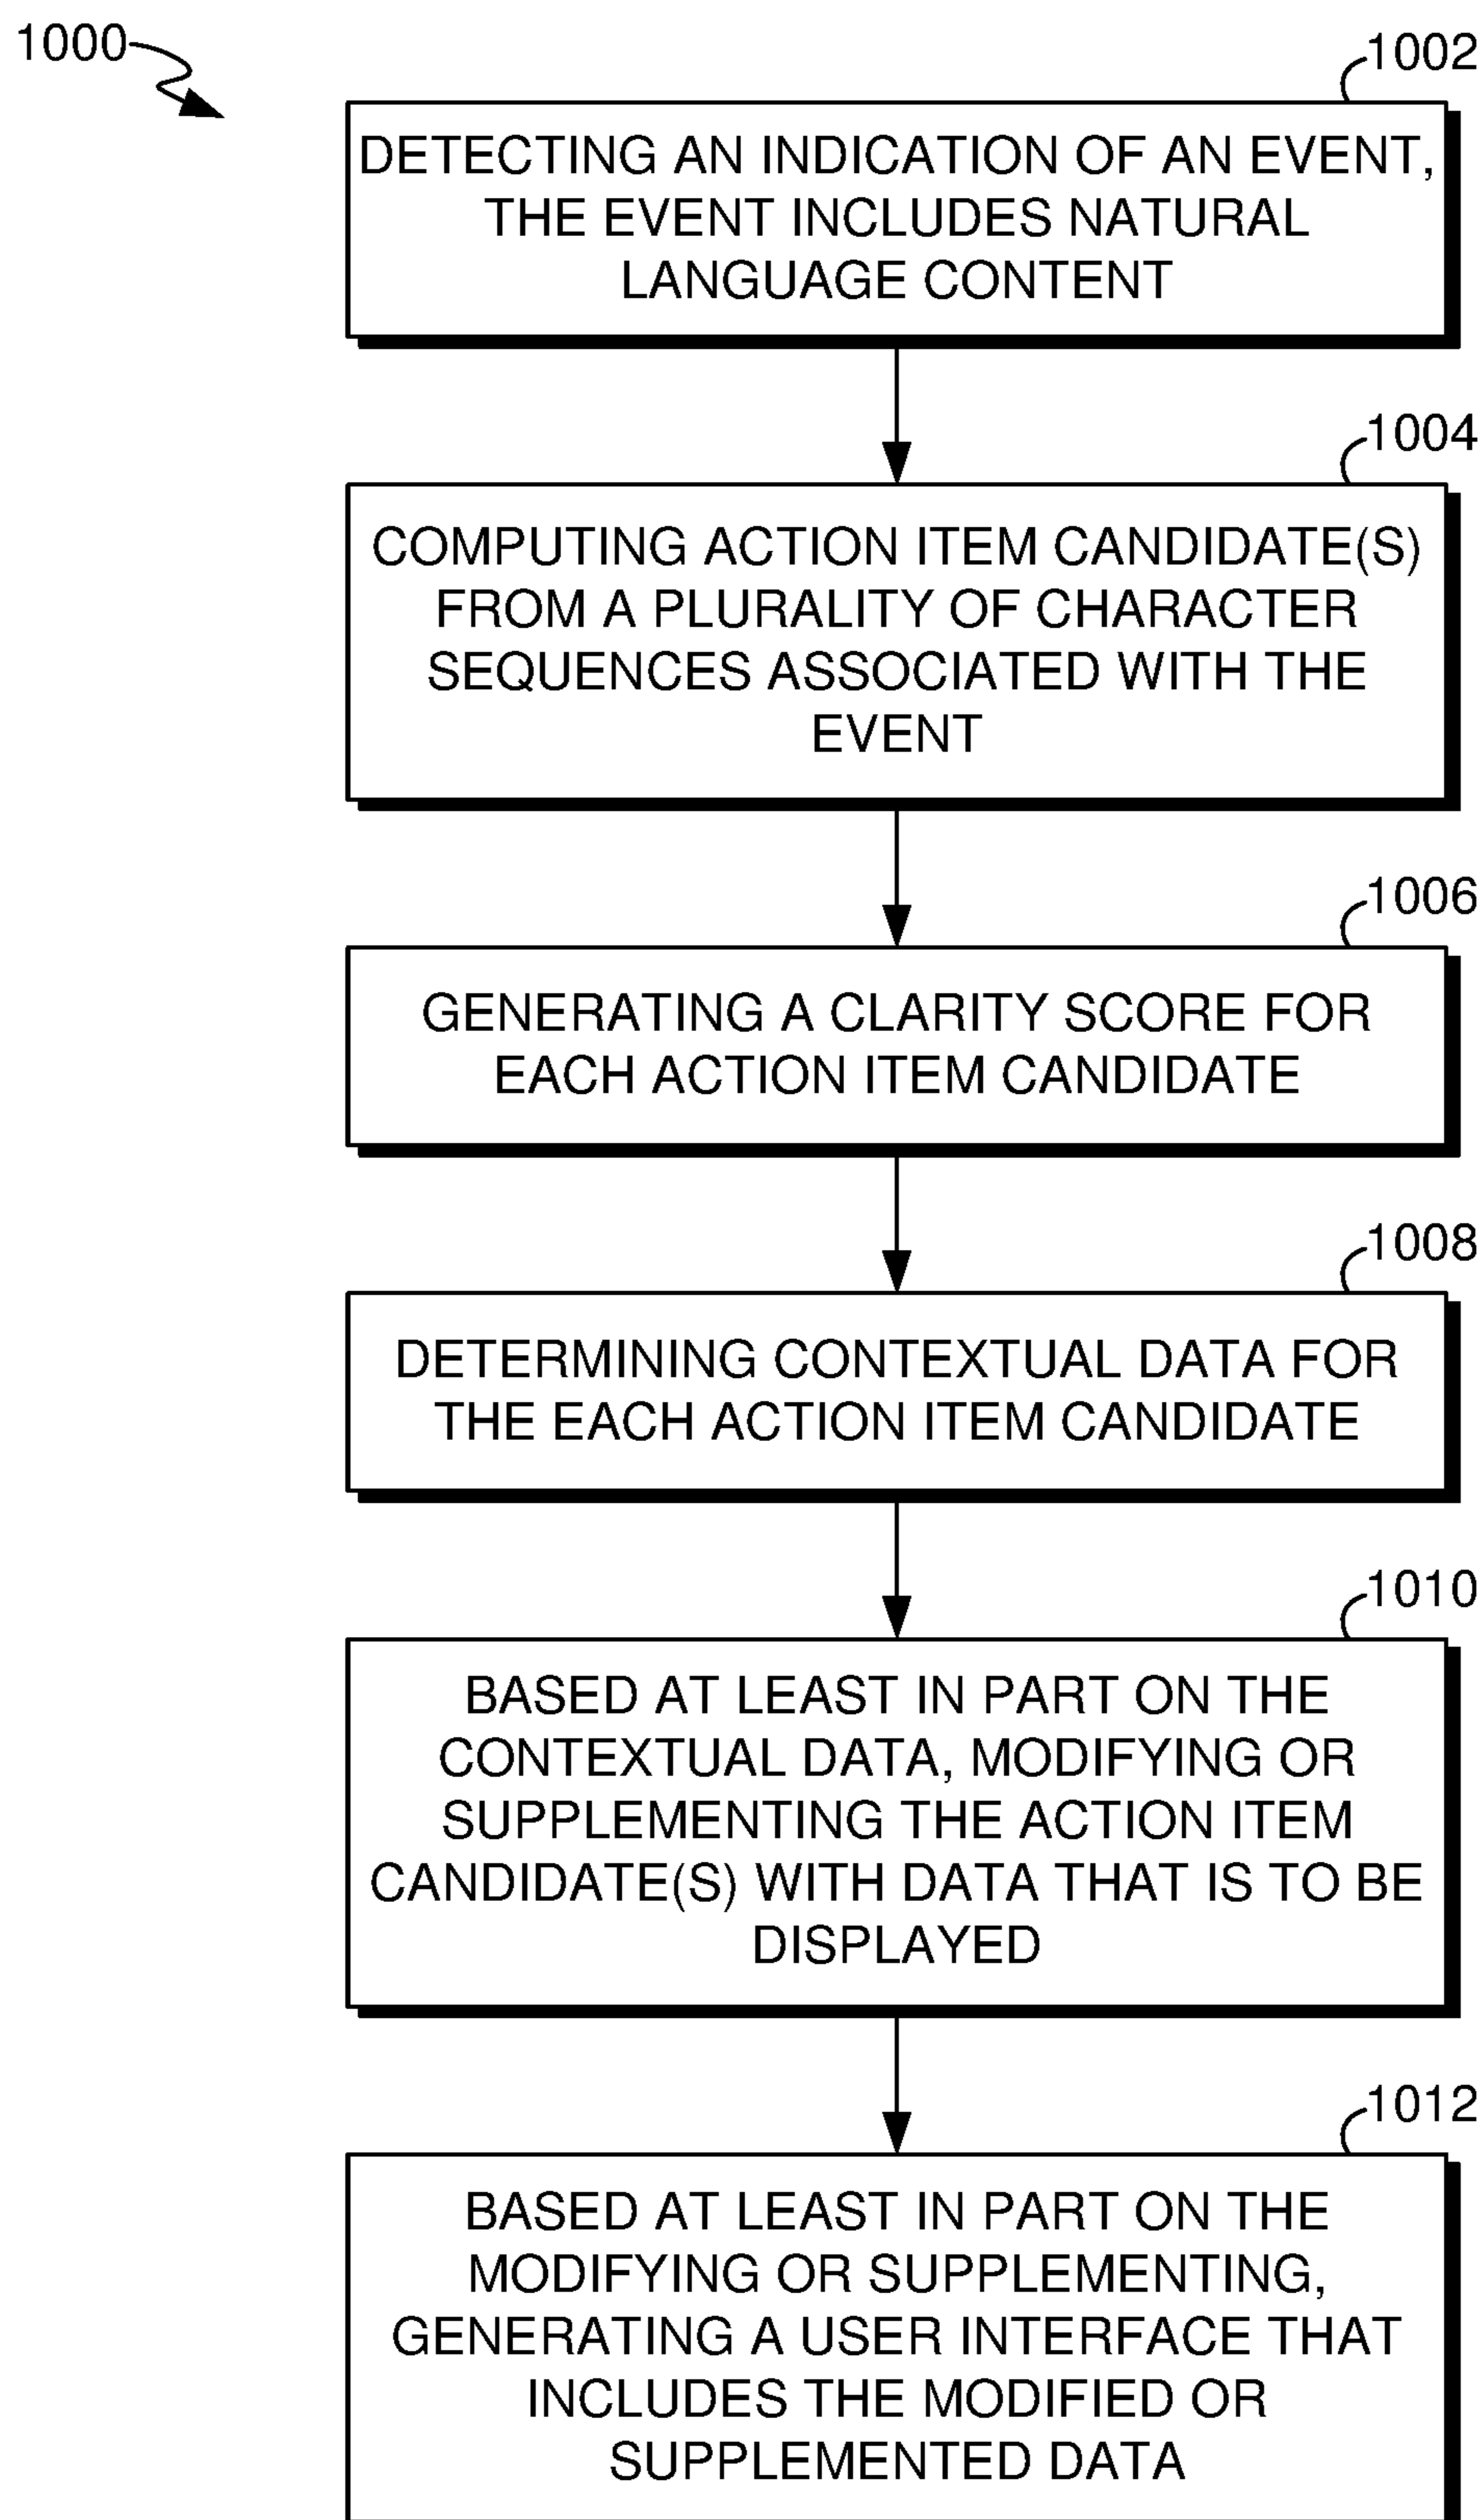 1000
1002
DETECTING AN INDICATION OF AN EVENT,
THE EVENT INCLUDES NATURAL
LANGUAGE CONTENT
1004
COMPUTING ACTION ITEM CANDIDATE(S)
FROM A PLURALITY OF CHARACTER
SEQUENCES ASSOCIATED WITH THE
EVENT
1006
GENERATING A CLARITY SCORE FOR
EACH ACTION ITEM CANDIDATE
1008
DETERMINING CONTEXTUAL DATA FOR
THE EACH ACTION ITEM CANDIDATE
1010
BASED AT LEAST IN PART ON THE
CONTEXTUAL DATA, MODIFYING OR
SUPPLEMENTING THE ACTION ITEM
CANDIDATE(S) WITH DATA THAT IS TO BE
DISPLAYED
1012
BASED AT LEAST IN PART ON THE
MODIFYING OR SUPPLEMENTING,
GENERATING A USER INTERFACE THAT
INCLUDES THE MODIFIED OR
SUPPLEMENTED DATA